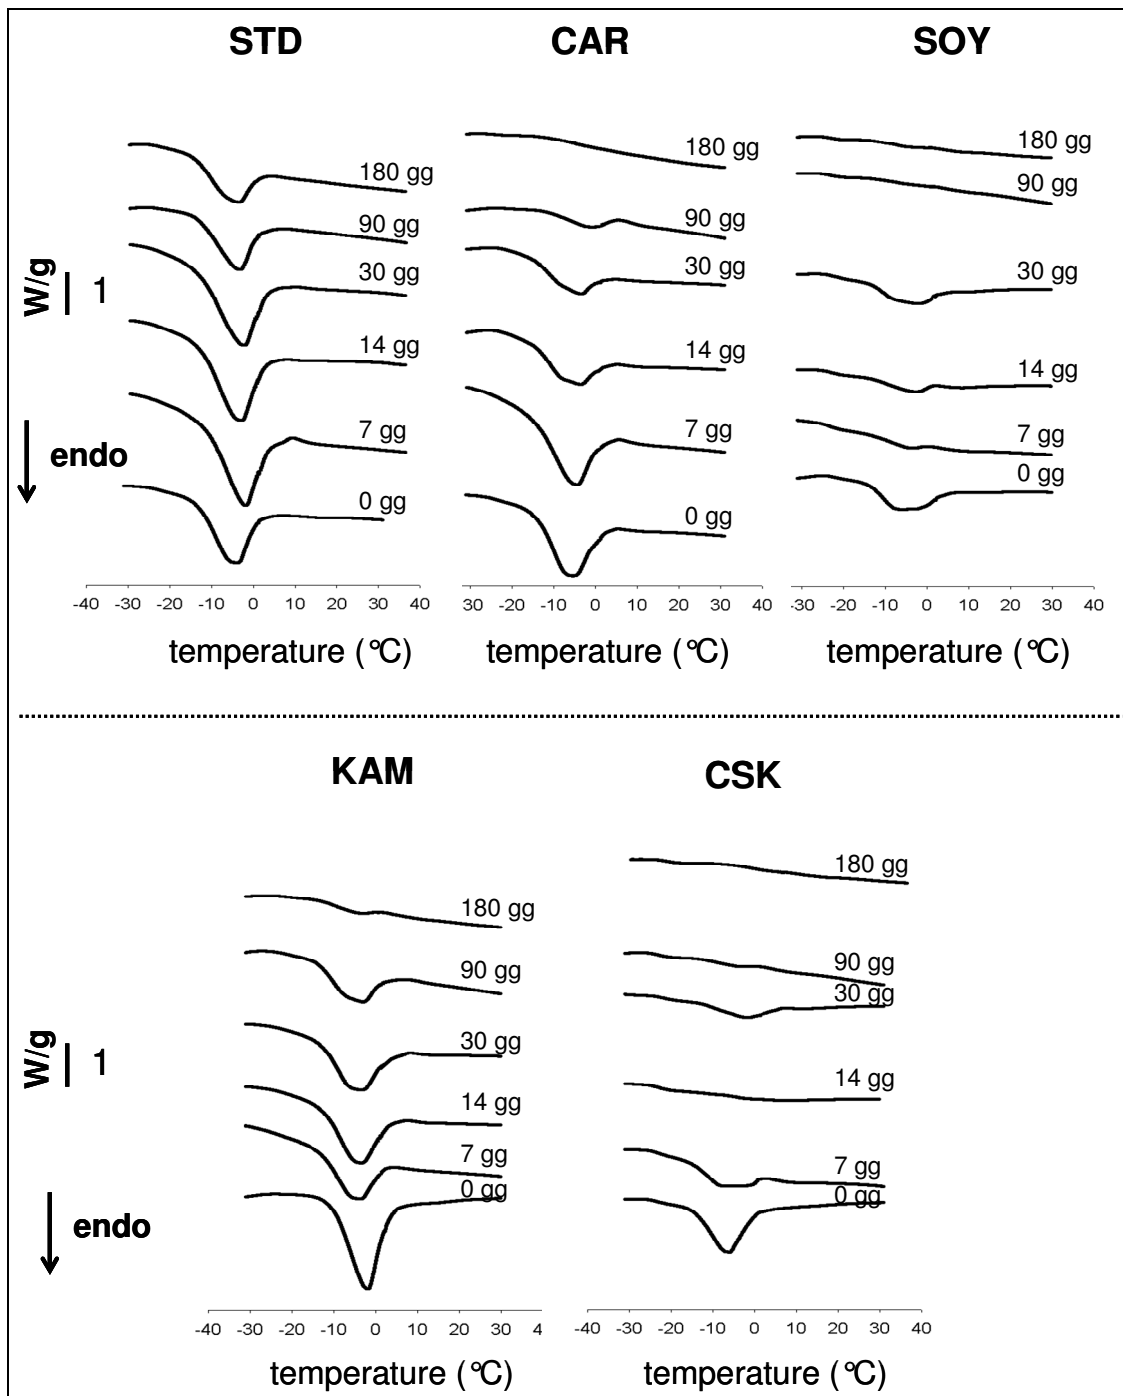 STD CAR SOY
180 gg 180 gg 180 gg
90 gg 90 gg 90 gg
30 gg 30 gg 30 gg
W/g 1
14 gg 14 gg 14 gg
7 gg 7 gg 7 gg
endo
0 gg 0 gg 0 gg
-40 -30 -20 -10 0 10 20 30 40 30 -20 -10 0 10 20 30 40 -30 -20 -10 0 10 20 30 40
temperature (°C) temperature (°C) temperature (°C)
KAM CSK
180 gg 180 gg
90 gg 90 gg
30 gg 30 gg
W/g 1
14 gg 14 gg
7 gg 7 gg
0 gg 0 gg
endo
-40 -30 -20 -10 0 10 20 30 4 -40 -30 -20 -10 0 10 20 30 40
temperature (°C) temperature (°C)